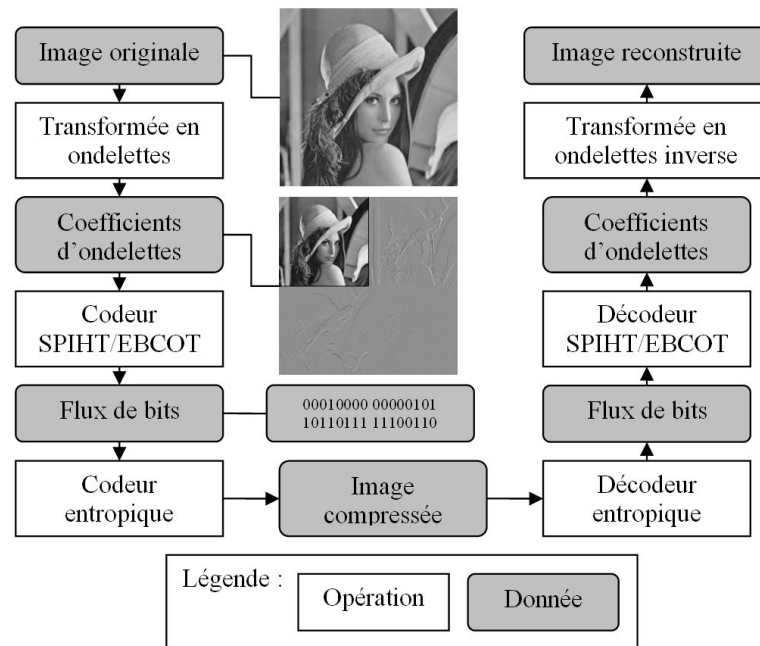 Image originale
Transformée en
ondelettes
Coefficients
d'ondelettes
Codeur
SPIHT/EBCOT
Flux de bits
00010000 00000101
10110111 11100110
Codeur
entropique
Image
compressée
Décodeur
entropique
Flux de bits
Décodeur
SPIHT/EBCOT
Coefficients
d'ondelettes
Transformée en
ondelettes inverse
Image reconstruite
Légende :
Opération
Donnée